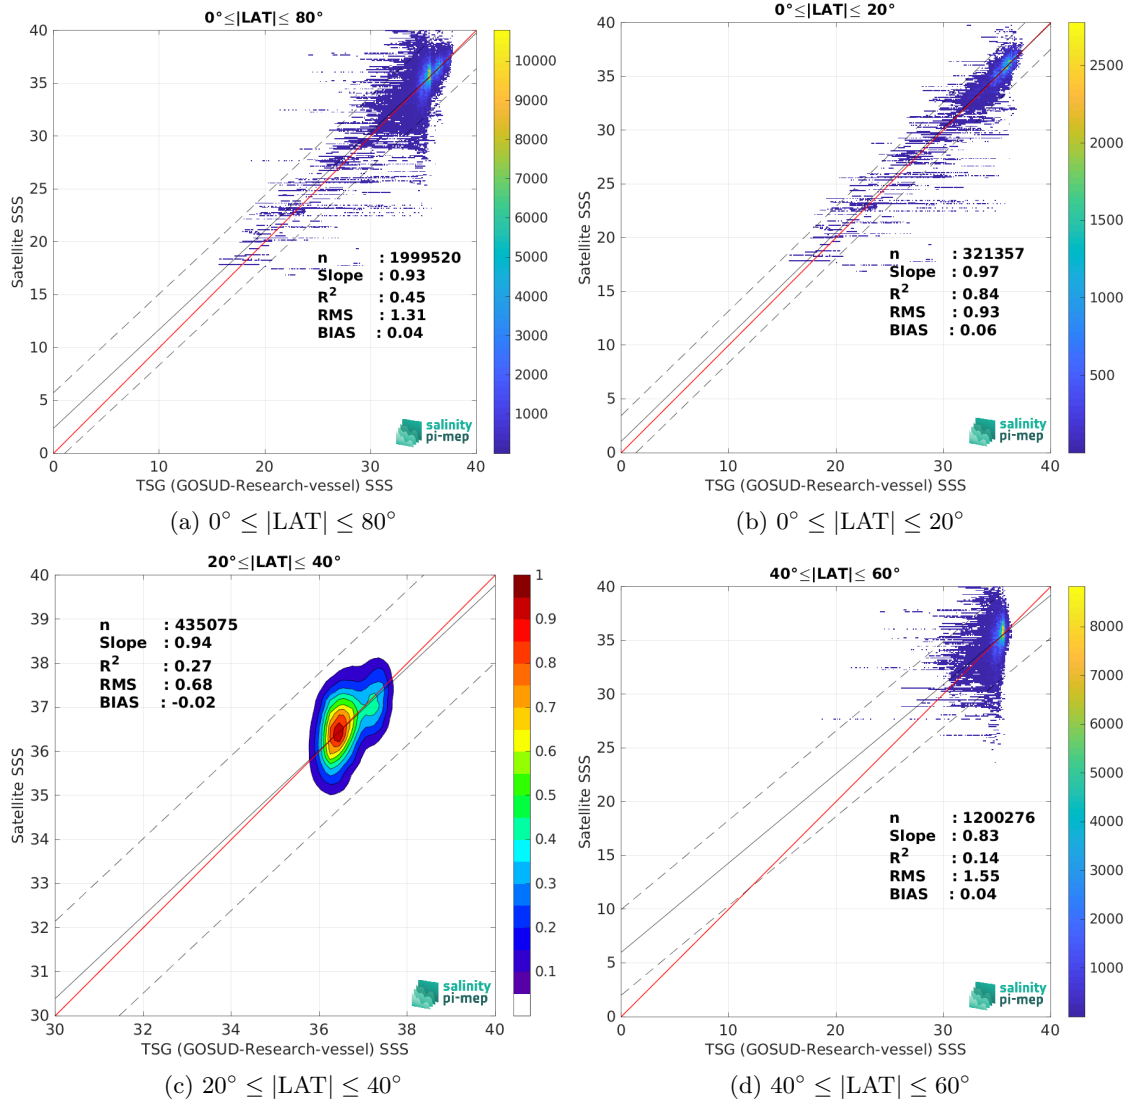 0°≤|LAT|≤ 80°
40
35
30
25
20
15
10
5
0
Satellite SSS
n : 1999520
Slope : 0.93
R² : 0.45
RMS : 1.31
BIAS : 0.04
salinity
pi-mep
0 10 20 30 40
TSG (GOSUD-Research-vessel) SSS
10000
9000
8000
7000
6000
5000
4000
3000
2000
1000
(a) 0° ≤ |LAT| ≤ 80°
0°≤|LAT|≤ 20°
40
35
30
25
20
15
10
5
0
Satellite SSS
n : 321357
Slope : 0.97
R² : 0.84
RMS : 0.93
BIAS : 0.06
salinity
pi-mep
0 10 20 30 40
TSG (GOSUD-Research-vessel) SSS
2500
2000
1500
1000
500
(b) 0° ≤ |LAT| ≤ 20°
20°≤|LAT|≤ 40°
40
39
38
37
36
35
34
33
32
31
30
Satellite SSS
n : 435075
Slope : 0.94
R² : 0.27
RMS : 0.68
BIAS : -0.02
salinity
pi-mep
30 32 34 36 38 40
TSG (GOSUD-Research-vessel) SSS
1
0.9
0.8
0.7
0.6
0.5
0.4
0.3
0.2
0.1
(c) 20° ≤ |LAT| ≤ 40°
40°≤|LAT|≤ 60°
40
35
30
25
20
15
10
5
0
Satellite SSS
n : 1200276
Slope : 0.83
R² : 0.14
RMS : 1.55
BIAS : 0.04
salinity
pi-mep
0 10 20 30 40
TSG (GOSUD-Research-vessel) SSS
8000
7000
6000
5000
4000
3000
2000
1000
(d) 40° ≤ |LAT| ≤ 60°